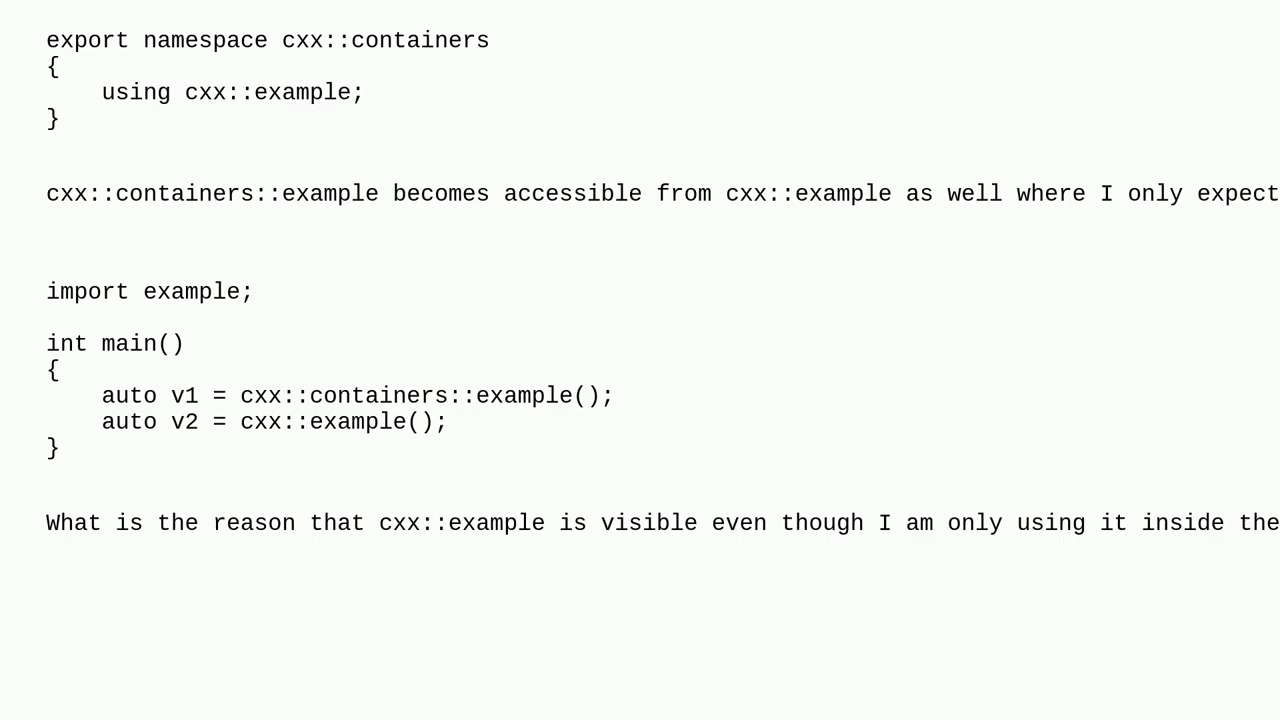 export namespace cxx::containers
{
    using cxx::example;
}
cxx::containers::example becomes accessible from cxx::example as well where I only expect
import example;
int main()
{
    auto v1 = cxx::containers::example();
    auto v2 = cxx::example();
}
What is the reason that cxx::example is visible even though I am only using it inside the